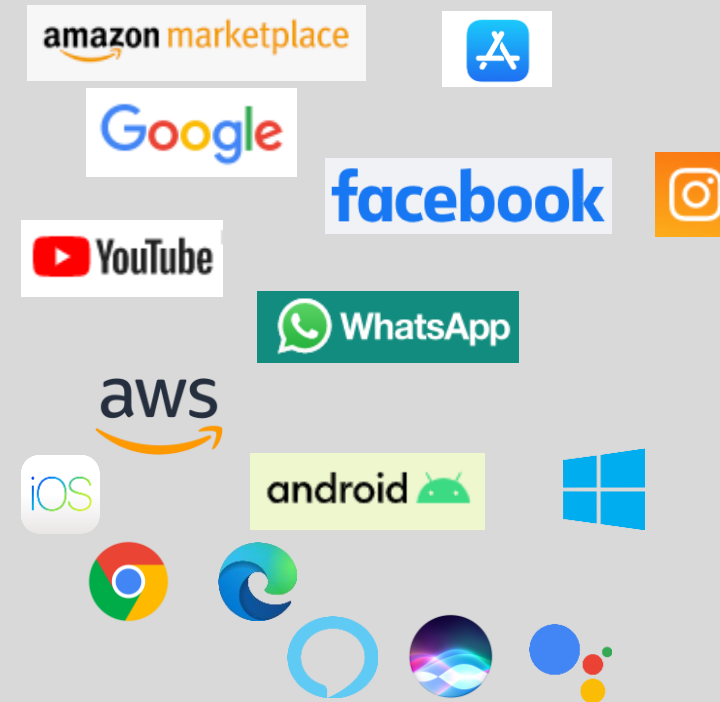 amazon marketplace
Google
facebook
YouTube
WhatsApp
aws
iOS
android